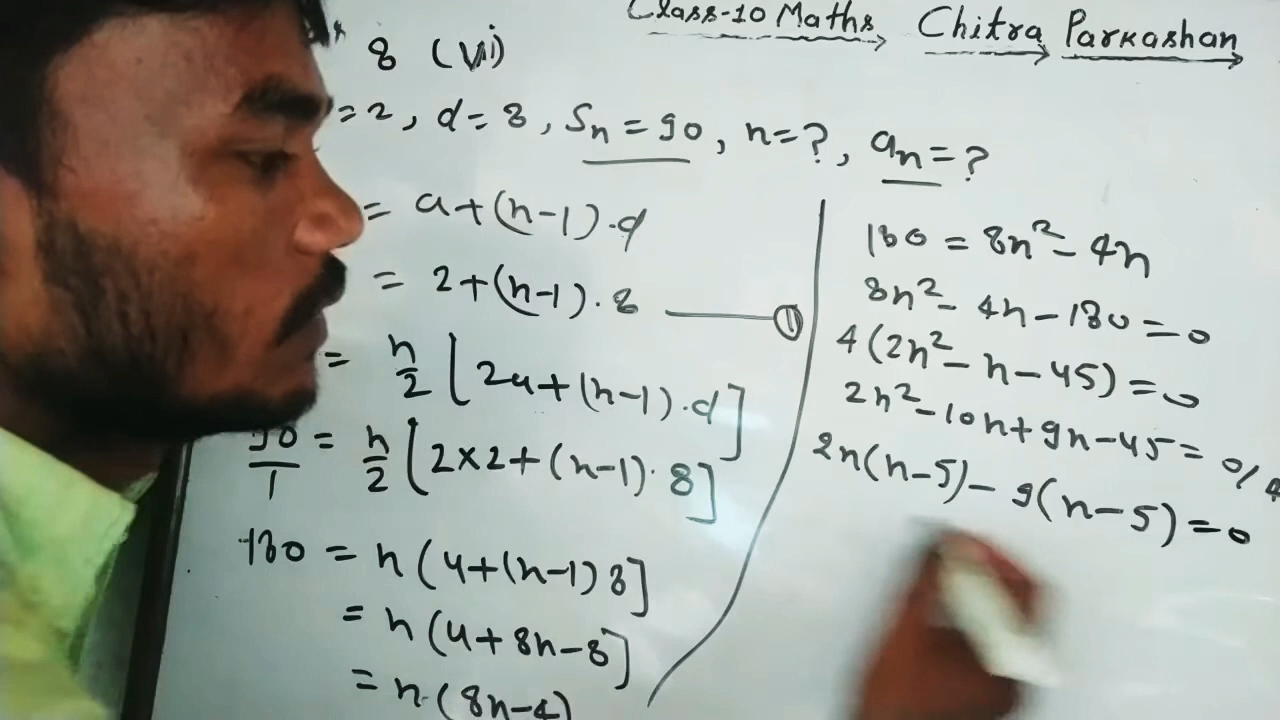 Class-10 Maths Chitra Parkashan
8 (vi)
=2, d=8, Sn=90, n=?, an=?
= a+(n-1).d
= 2+(n-1).8 ①
= n/2 [2a+(n-1).d]
90/1 = n/2 [2×2+(n-1).8]
180 = n(4+(n-1)8]
= n(4+8n-8]
= n(8n-4)
180 = 8n²-4n
8n²-4n-180=0
4(2n²-n-45)=0
2n²-10n+9n-45=0/4
2n(n-5)-9(n-5)=0